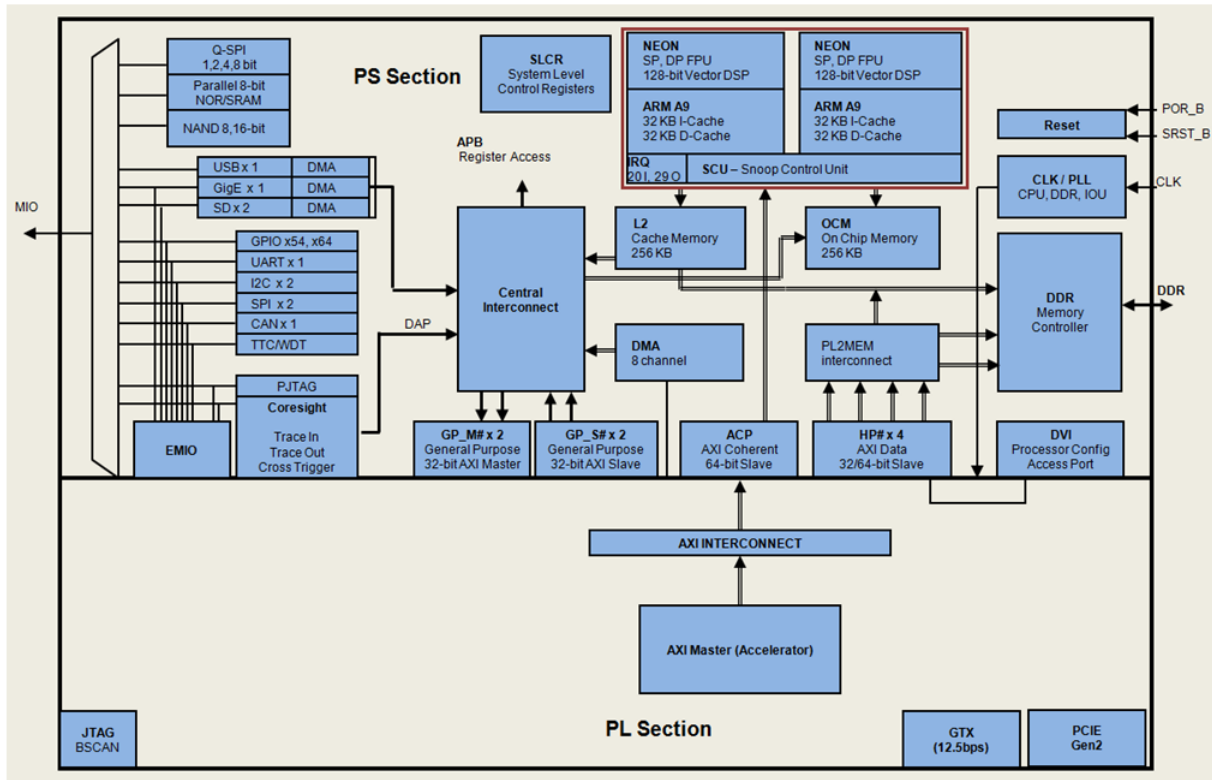 Q-SPI
1,2,4,8 bit
Parallel 8-bit
NOR/SRAM
NAND 8,16-bit
PS Section
SLCR
System Level
Control Registers
NEON
SP, DP FPU
128-bit Vector DSP
NEON
SP, DP FPU
128-bit Vector DSP
ARM A9
32 KB I-Cache
32 KB D-Cache
ARM A9
32 KB I-Cache
32 KB D-Cache
IRQ
20 I, 29 O
SCU – Snoop Control Unit
Reset
POR_B
SRST_B
CLK / PLL
CPU, DDR, IOU
CLK
APB
Register Access
USB x 1 DMA
GigE x 1 DMA
SD x 2 DMA
MIO
GPIO x54, x64
UART x 1
I2C x 2
SPI x 2
CAN x 1
TTC/WDT
L2
Cache Memory
256 KB
OCM
On Chip Memory
256 KB
Central
Interconnect
DDR
Memory
Controller
DDR
DAP
DMA
8 channel
PL2MEM
interconnect
PJTAG
Coresight
Trace In
Trace Out
Cross Trigger
EMIO
GP_M# x 2
General Purpose
32-bit AXI Master
GP_S# x 2
General Purpose
32-bit AXI Slave
ACP
AXI Coherent
64-bit Slave
HP# x 4
AXI Data
32/64-bit Slave
DVI
Processor Config
Access Port
AXI INTERCONNECT
AXI Master (Accelerator)
PL Section
JTAG
BSCAN
GTX
(12.5bps)
PCIE
Gen2